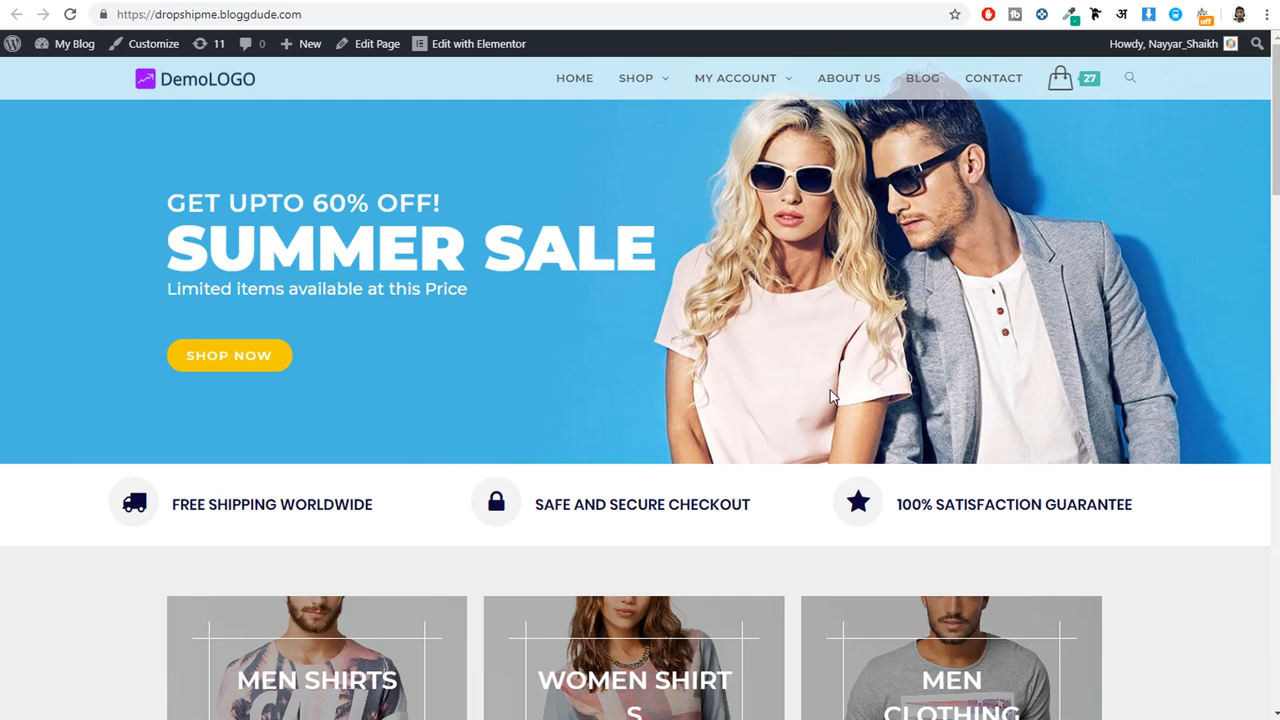 https://dropshipme.bloggdude.com
My Blog Customize 11 0 New Edit Page Edit with Elementor Howdy, Nayyar_Shaikh
DemoLOGO HOME SHOP MY ACCOUNT ABOUT US BLOG CONTACT 27
GET UPTO 60% OFF!
SUMMER SALE
Limited items available at this Price
SHOP NOW
FREE SHIPPING WORLDWIDE SAFE AND SECURE CHECKOUT 100% SATISFACTION GUARANTEE
MEN SHIRTS
WOMEN SHIRT
S
MEN
CLOTHING